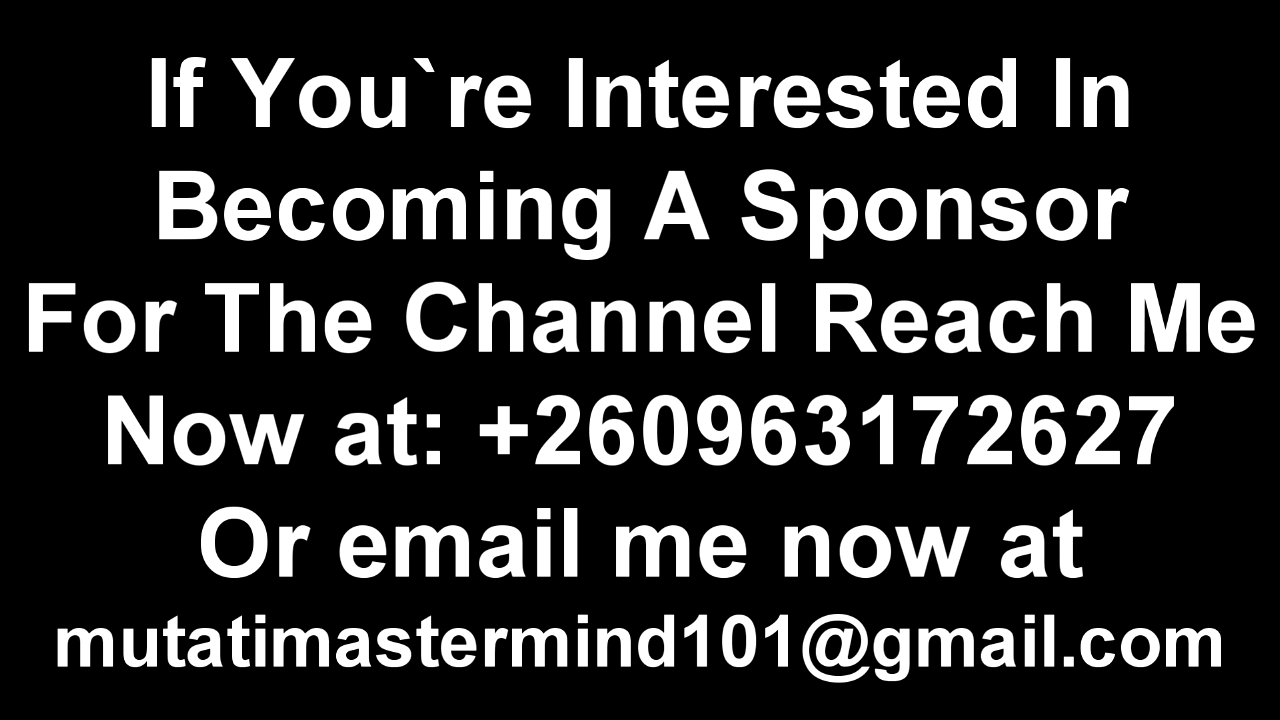 If You`re Interested In
Becoming A Sponsor
For The Channel Reach Me
Now at: +260963172627
Or email me now at
mutatimastermind101@gmail.com